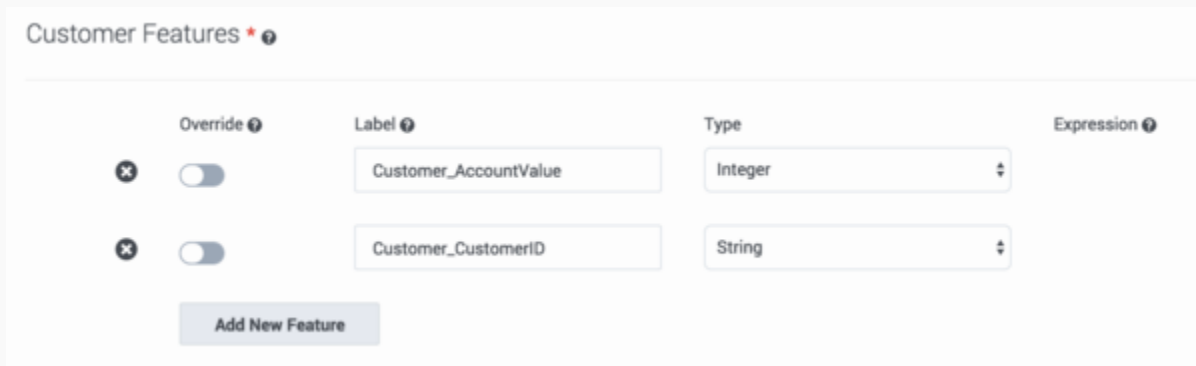 Customer Features *
Override Label Type Expression
Customer_AccountValue Integer
Customer_CustomerID String
Add New Feature